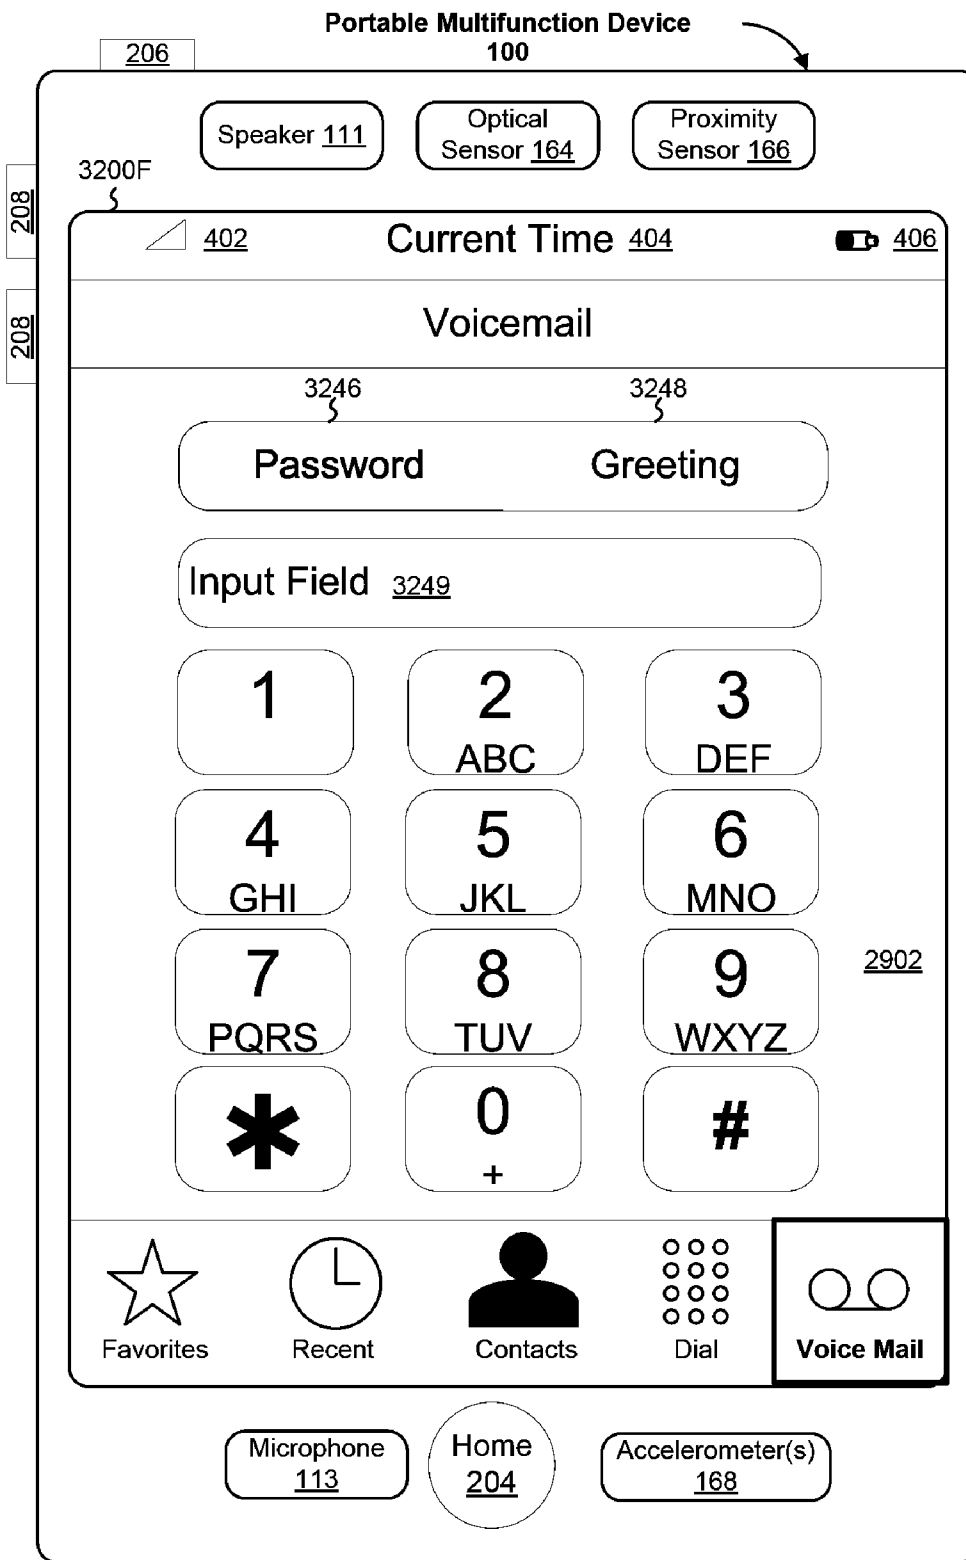 Portable Multifunction Device
100
206
Speaker 111
Optical
Sensor 164
Proximity
Sensor 166
3200F
208
208
402
Current Time 404
406
Voicemail
3246
3248
Password
Greeting
Input Field 3249
1
2
ABC
3
DEF
4
GHI
5
JKL
6
MNO
7
PQRS
8
TUV
9
WXYZ
2902
*
0
+
#
Favorites
Recent
Contacts
Dial
Voice Mail
Microphone
113
Home
204
Accelerometer(s)
168